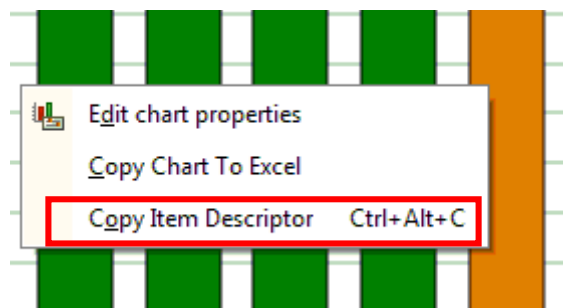 Edit chart properties
Copy Chart To Excel
Copy Item Descriptor Ctrl+Alt+C